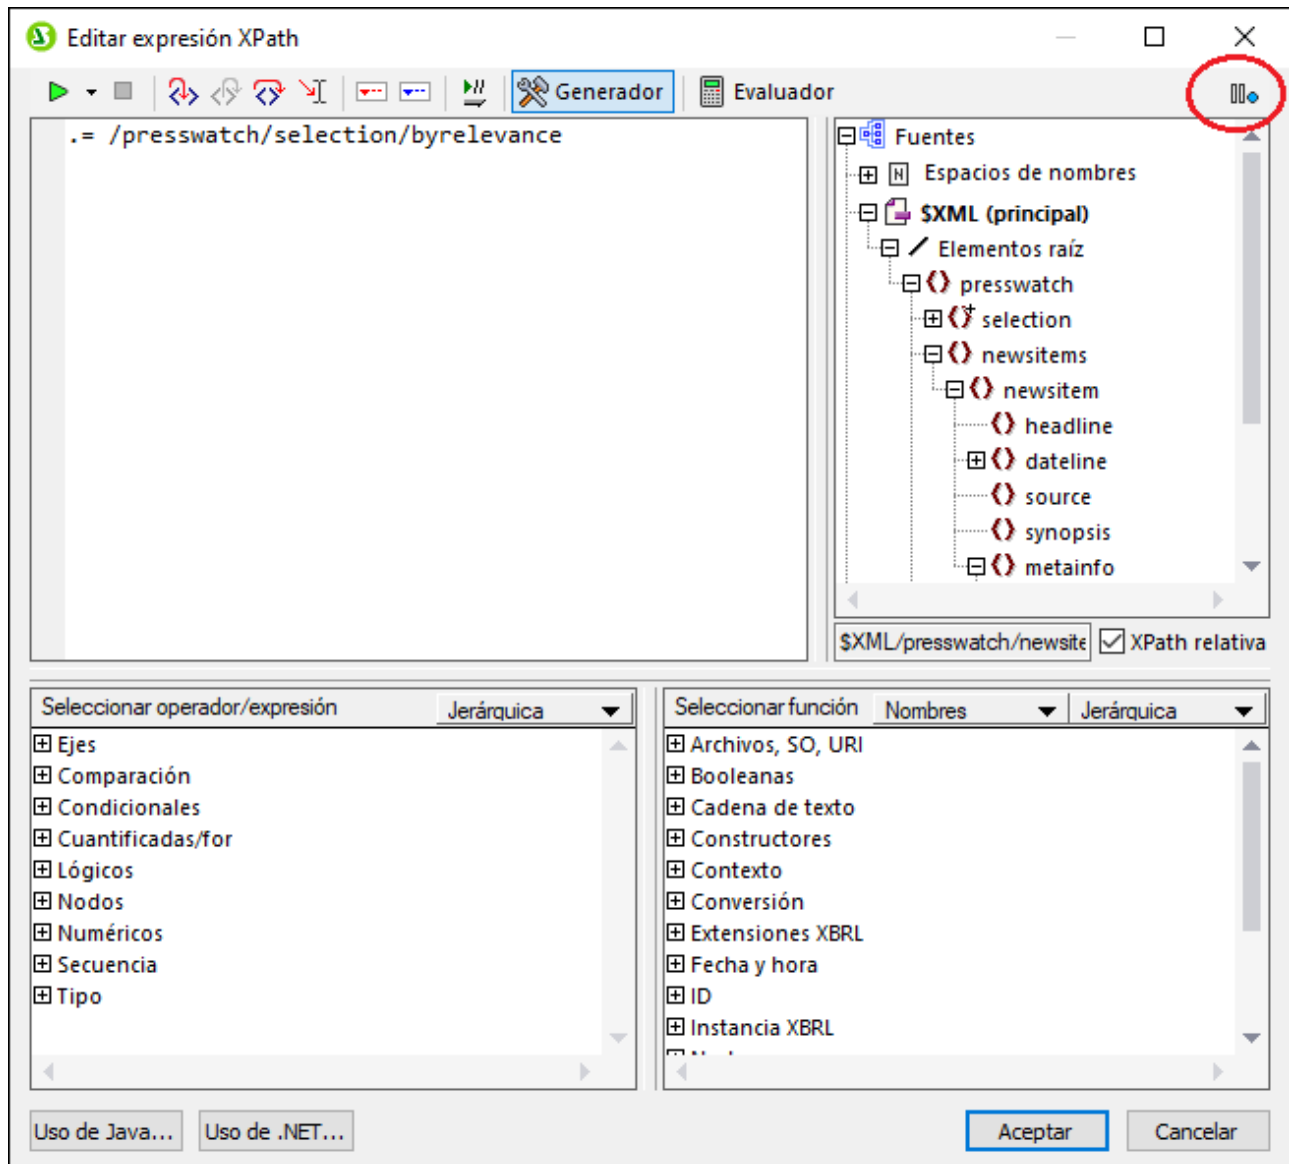 Editar expresión XPath
Generador
Evaluador
.= /presswatch/selection/byrelevance
Fuentes
Espacios de nombres
$XML (principal)
Elementos raíz
presswatch
selection
newsitems
newsitem
headline
dateline
source
synopsis
metainfo
$XML/presswatch/newsite
XPath relativa
Seleccionar operador/expresión
Jerárquica
Ejes
Comparación
Condicionales
Cuantificadas/for
Lógicos
Nodos
Numéricos
Secuencia
Tipo
Seleccionar función
Nombres
Jerárquica
Archivos, SO, URI
Booleanas
Cadena de texto
Constructores
Contexto
Conversión
Extensiones XBRL
Fecha y hora
ID
Instancia XBRL
Uso de Java...
Uso de .NET...
Aceptar
Cancelar